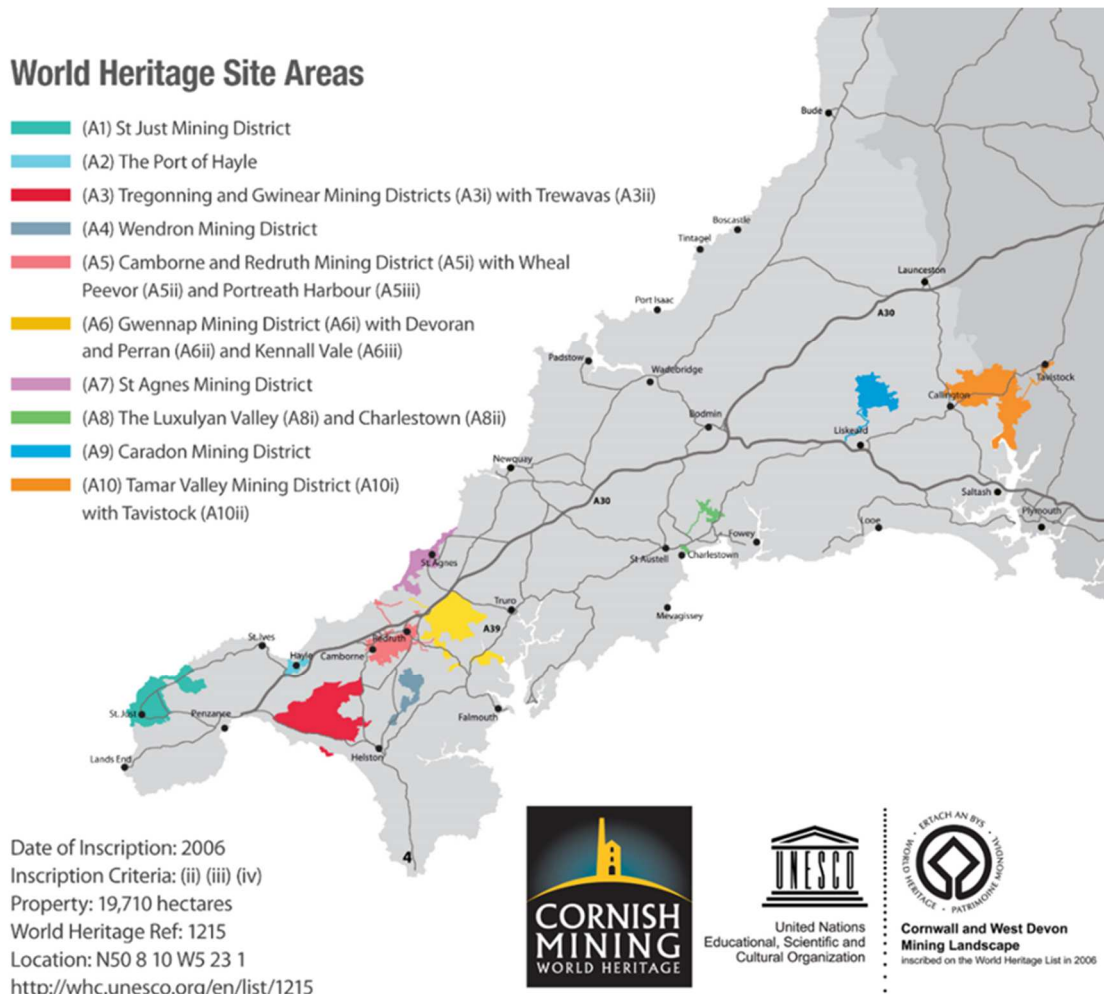 World Heritage Site Areas
(A1) St Just Mining District
(A2) The Port of Hayle
(A3) Tregonning and Gwinear Mining Districts (A3i) with Trewavas (A3ii)
(A4) Wendron Mining District
(A5) Camborne and Redruth Mining District (A5i) with Wheal
Peevor (A5ii) and Portreath Harbour (A5iii)
(A6) Gwennap Mining District (A6i) with Devoran
and Perran (A6ii) and Kennall Vale (A6iii)
(A7) St Agnes Mining District
(A8) The Luxulyan Valley (A8i) and Charlestown (A8ii)
(A9) Caradon Mining District
(A10) Tamar Valley Mining District (A10i)
with Tavistock (A10ii)
Bude
Boscastle
Tintagel
Launceston
Port Isaac
A30
Padstow
Wadebridge
Tavistock
Callington
Bodmin
Liskeard
Newquay
Saltash
A30
Plymouth
Looe
Fowey
St Austell
Charlestown
St. Agnes
Truro
Mevagissey
A39
Redruth
St. Ives
Hayle
Camborne
St. Just
Penzance
Falmouth
Helston
Lands End
4
Date of Inscription: 2006
Inscription Criteria: (ii) (iii) (iv)
Property: 19,710 hectares
World Heritage Ref: 1215
Location: N50 8 10 W5 23 1
http://whc.unesco.org/en/list/1215
CORNISH
MINING
WORLD HERITAGE
UNESCO
United Nations
Educational, Scientific and
Cultural Organization
WORLD HERITAGE • ERTACH AN BYS • PATRIMOINE MONDIAL •
Cornwall and West Devon
Mining Landscape
inscribed on the World Heritage List in 2006